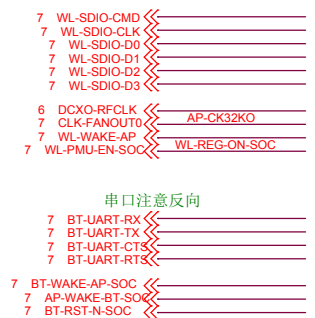 7 WL-SDIO-CMD
7 WL-SDIO-CLK
7 WL-SDIO-D0
7 WL-SDIO-D1
7 WL-SDIO-D2
7 WL-SDIO-D3
6 DCXO-RFCLK
7 CLK-FANOUT0 AP-CK32KO
7 WL-WAKE-AP
7 WL-PMU-EN-SOC WL-REG-ON-SOC
串口注意反向
7 BT-UART-RX
7 BT-UART-TX
7 BT-UART-CTS
7 BT-UART-RTS
7 BT-WAKE-AP-SOC
7 AP-WAKE-BT-SOC
7 BT-RST-N-SOC